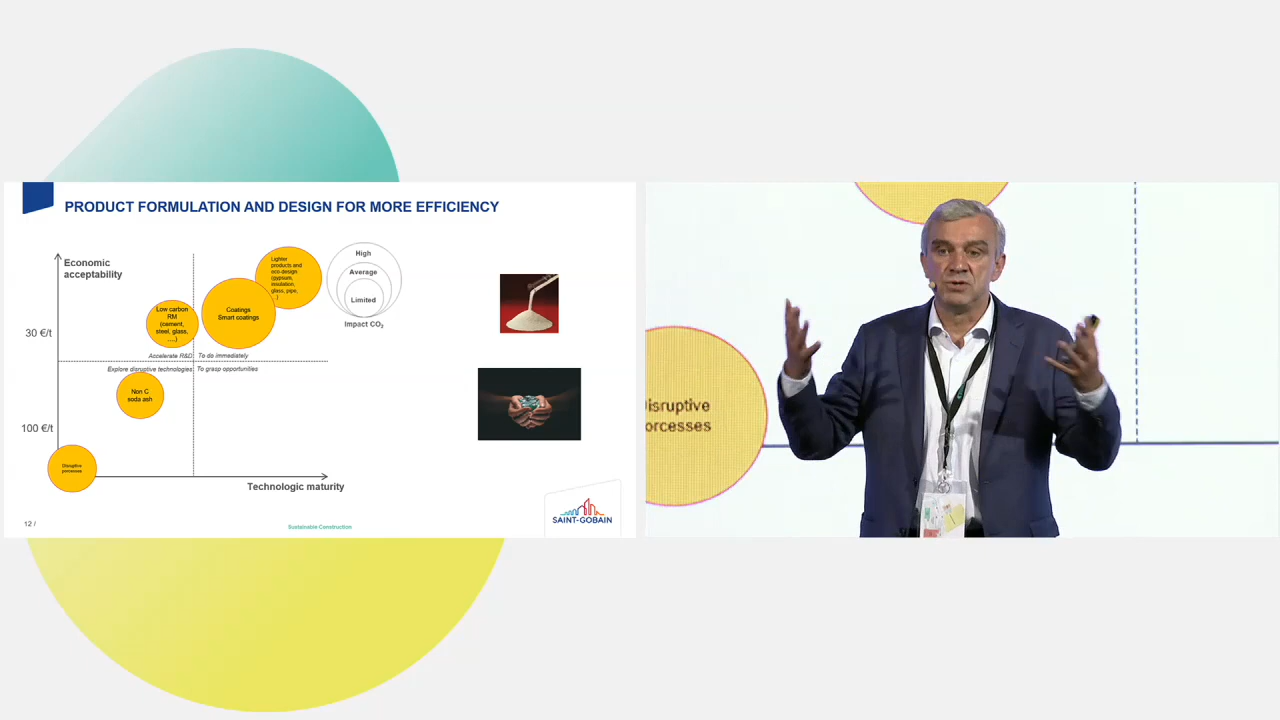 PRODUCT FORMULATION AND DESIGN FOR MORE EFFICIENCY
Economic
acceptability
Lighter
products and
eco-design
(gypsum,
insulation,
glass, pipe,
...)
High
Average
Limited
Impact CO₂
Low carbon
RM
(cement,
steel, glass,
....)
Coatings
Smart coatings
30 €/t
Accelerate R&D
To do immediately
Explore disruptive technologies
To grasp opportunities
Non C
soda ash
100 €/t
Disruptive
porcesses
Technologic maturity
12 /
Sustainable Construction
SAINT-GOBAIN
Disruptive
orcesses